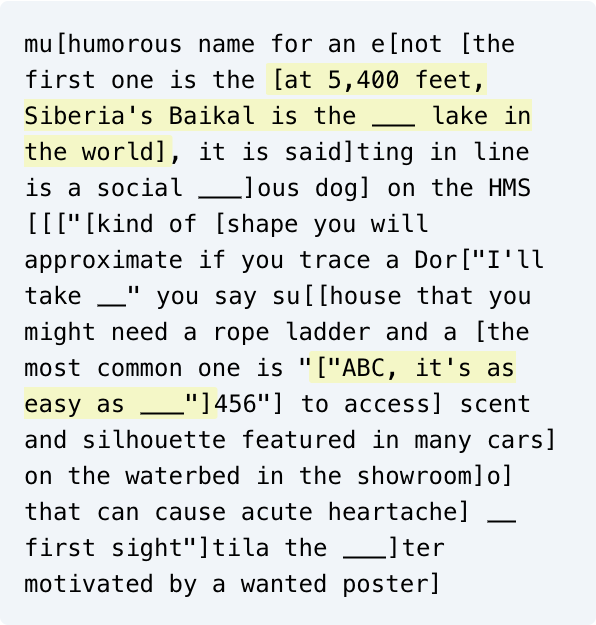 mu[humorous name for an e[not [the
first one is the [at 5,400 feet,
Siberia's Baikal is the ___ lake in
the world], it is said]ting in line
is a social ___]ous dog] on the HMS
[[["[kind of [shape you will
approximate if you trace a Dor["I'll
take __" you say su[[house that you
might need a rope ladder and a [the
most common one is "["ABC, it's as
easy as ___"]456"] to access] scent
and silhouette featured in many cars]
on the waterbed in the showroom]o]
that can cause acute heartache] __
first sight"]tila the ___]ter
motivated by a wanted poster]